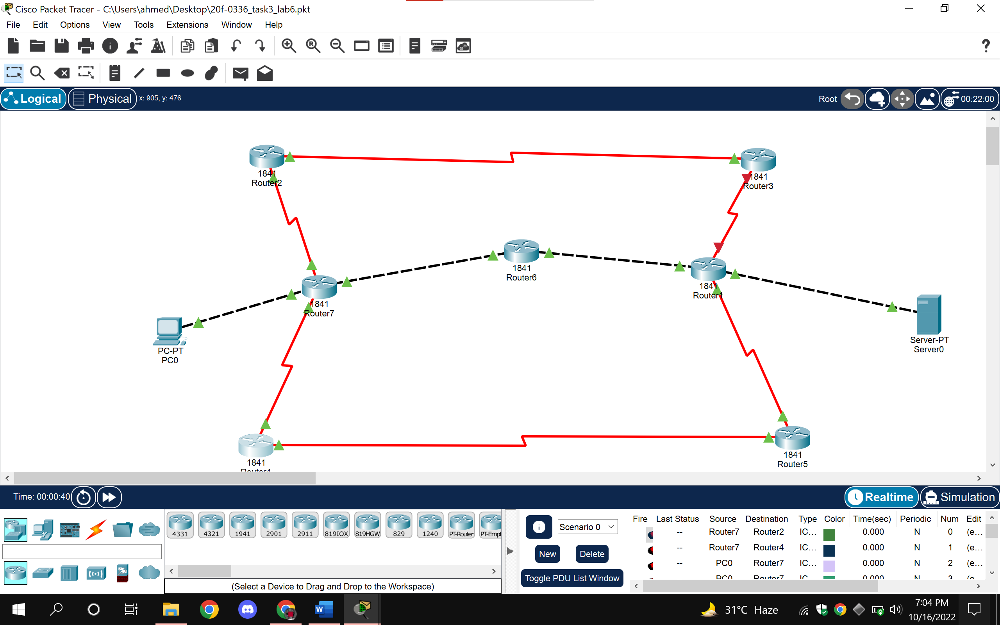 Cisco Packet Tracer - C:\Users\ahmed\Desktop\20f-0336_task3_lab6.pkt
File Edit Options View Tools Extensions Window Help
Logical Physical x: 905, y: 476 Root 00:22:00
1841
Router2
1841
Router3
1841
Router6
1841
Router1
1841
Router7
PC-PT
PC0
Server-PT
Server0
1841
Router4
1841
Router5
Time: 00:00:40 Realtime Simulation
4331 4321 1941 2901 2911 819IOX 819HGW 829 1240 PT-Router PT-Empt
(Select a Device to Drag and Drop to the Workspace)
Scenario 0
New Delete
Toggle PDU List Window
Fire Last Status Source Destination Type Color Time(sec) Periodic Num Edit
-- Router7 Router2 IC... 0.000 N 0 (e...
-- Router7 Router4 IC... 0.000 N 1 (e...
-- PC0 Router7 IC... 0.000 N 2 (e...
-- PC0 Router7 IC... 0.000 N 3 (e...
31°C Haze
7:04 PM
10/16/2022